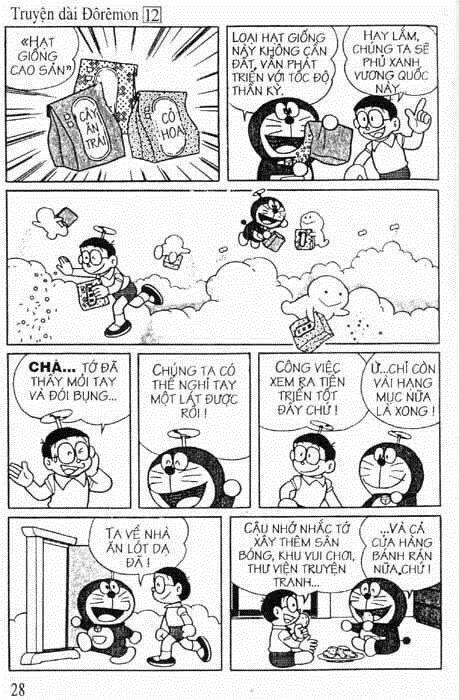 Truyện dài Đôrêmon 12
«HẠT
GIỐNG
CAO SẢN»
CÂY
ĂN
TRÁI
CỎ
HOA
LOẠI HẠT GIỐNG
NÀY KHÔNG CẦN
ĐẤT, VẪN PHÁT
TRIỂN VỚI TỐC ĐỘ
THẦN KỲ.
HAY LẮM,
CHÚNG TA SẼ
PHỦ XANH
VƯƠNG QUỐC
NÀY.
CHÀ... TỚ ĐÃ
THẤY MỎI TAY
VÀ ĐÓI BỤNG...
CHÚNG TA CÓ
THỂ NGHỈ TAY
MỘT LÁT ĐƯỢC
RỒI !
CÔNG VIỆC
XEM RA TIẾN
TRIỂN TỐT
ĐẤY CHỨ !
Ừ...CHỈ CÒN
VÀI HẠNG
MỤC NỮA
LÀ XONG !
TA VỀ NHÀ
ĂN LÓT DẠ
ĐÃ !
CẬU NHỚ NHẮC TỚ
XÂY THÊM SÂN
BÓNG, KHU VUI CHƠI,
THƯ VIỆN TRUYỆN
TRANH...
...VÀ CẢ
CỬA HÀNG
BÁNH RÁN
NỮA CHỨ !
28